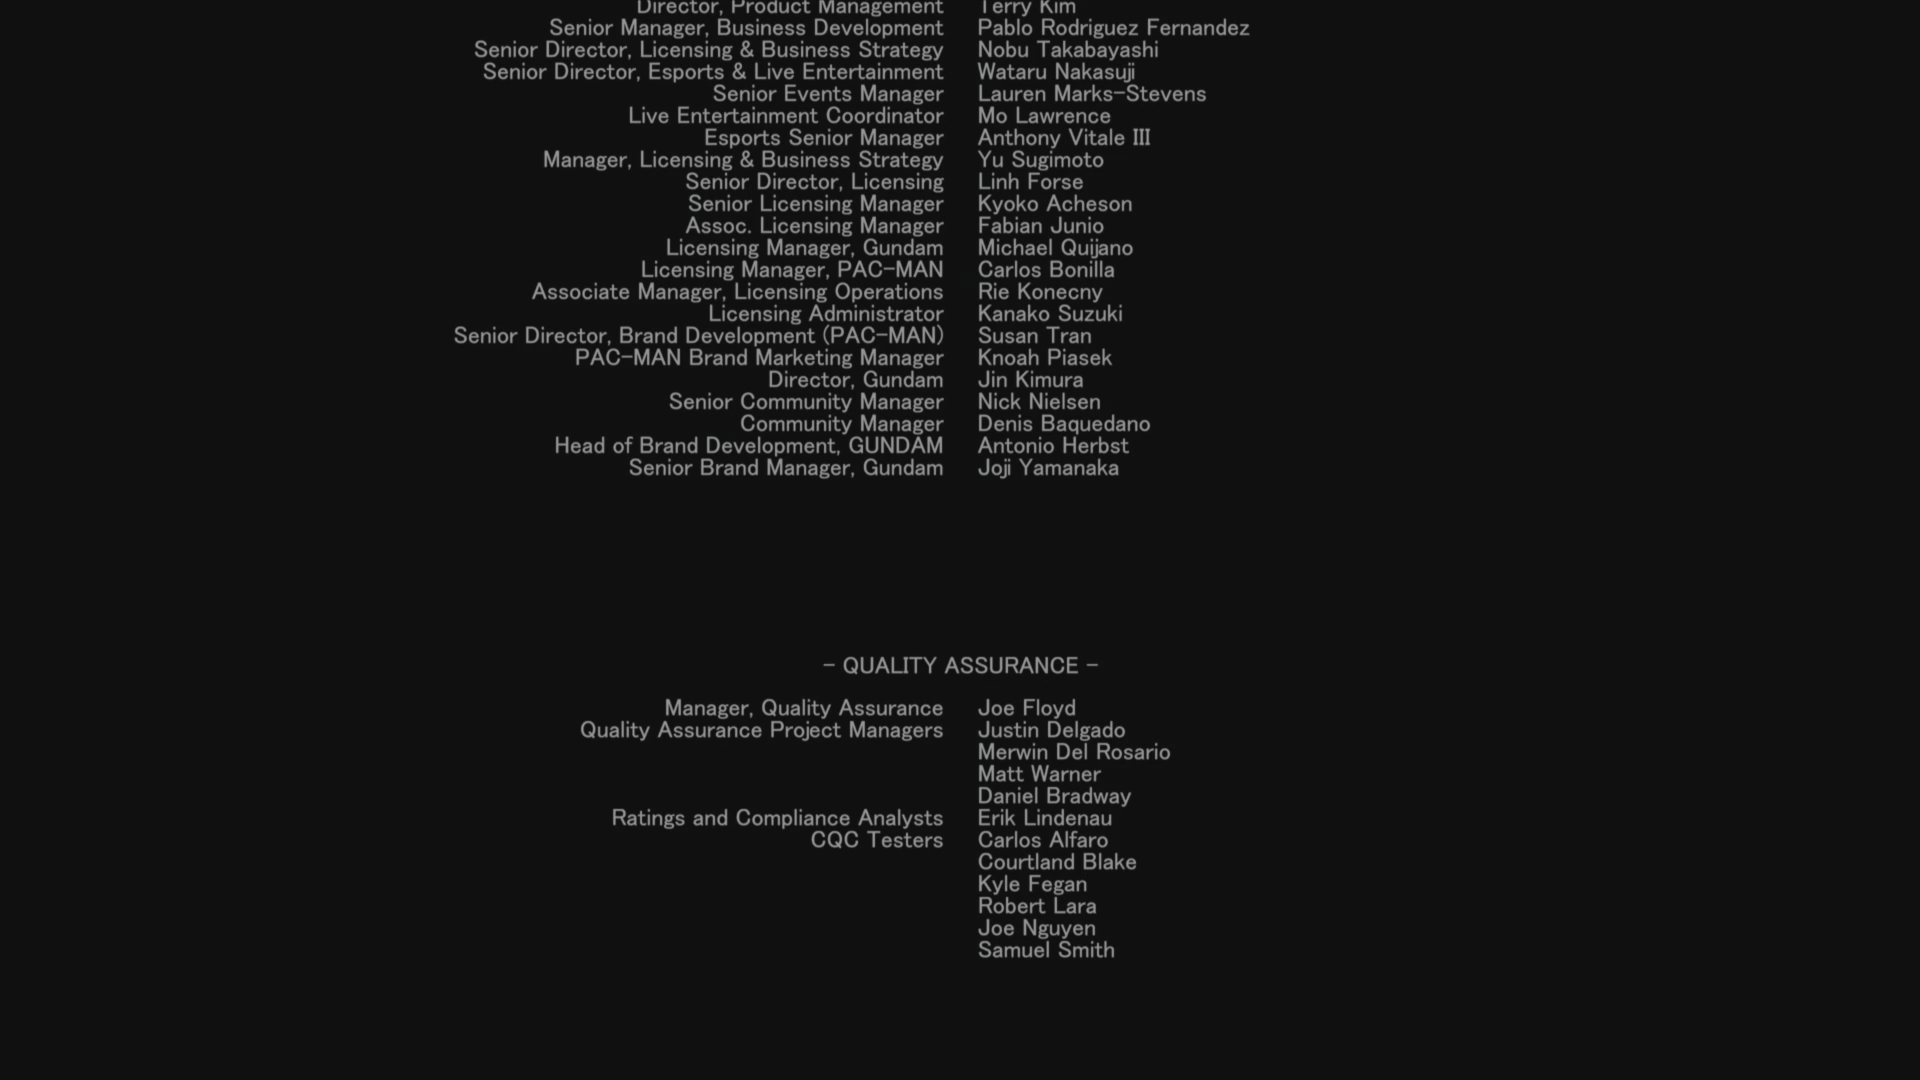 Director, Product Management Terry Kim
Senior Manager, Business Development Pablo Rodriguez Fernandez
Senior Director, Licensing & Business Strategy Nobu Takabayashi
Senior Director, Esports & Live Entertainment Wataru Nakasuji
Senior Events Manager Lauren Marks-Stevens
Live Entertainment Coordinator Mo Lawrence
Esports Senior Manager Anthony Vitale III
Manager, Licensing & Business Strategy Yu Sugimoto
Senior Director, Licensing Linh Forse
Senior Licensing Manager Kyoko Acheson
Assoc. Licensing Manager Fabian Junio
Licensing Manager, Gundam Michael Quijano
Licensing Manager, PAC-MAN Carlos Bonilla
Associate Manager, Licensing Operations Rie Konecny
Licensing Administrator Kanako Suzuki
Senior Director, Brand Development (PAC-MAN) Susan Tran
PAC-MAN Brand Marketing Manager Knoah Piasek
Director, Gundam Jin Kimura
Senior Community Manager Nick Nielsen
Community Manager Denis Baquedano
Head of Brand Development, GUNDAM Antonio Herbst
Senior Brand Manager, Gundam Joji Yamanaka
- QUALITY ASSURANCE -
Manager, Quality Assurance Joe Floyd
Quality Assurance Project Managers Justin Delgado
Merwin Del Rosario
Matt Warner
Daniel Bradway
Ratings and Compliance Analysts Erik Lindenau
CQC Testers Carlos Alfaro
Courtland Blake
Kyle Fegan
Robert Lara
Joe Nguyen
Samuel Smith